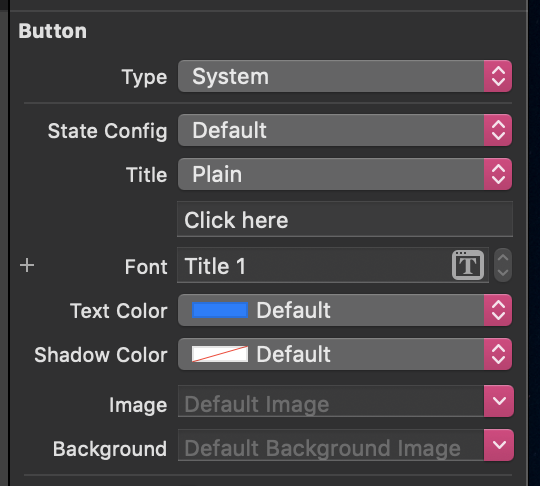 Button
Type System
State Config Default
Title Plain
Click here
Font Title 1 T
Text Color Default
Shadow Color Default
Image Default Image
Background Default Background Image